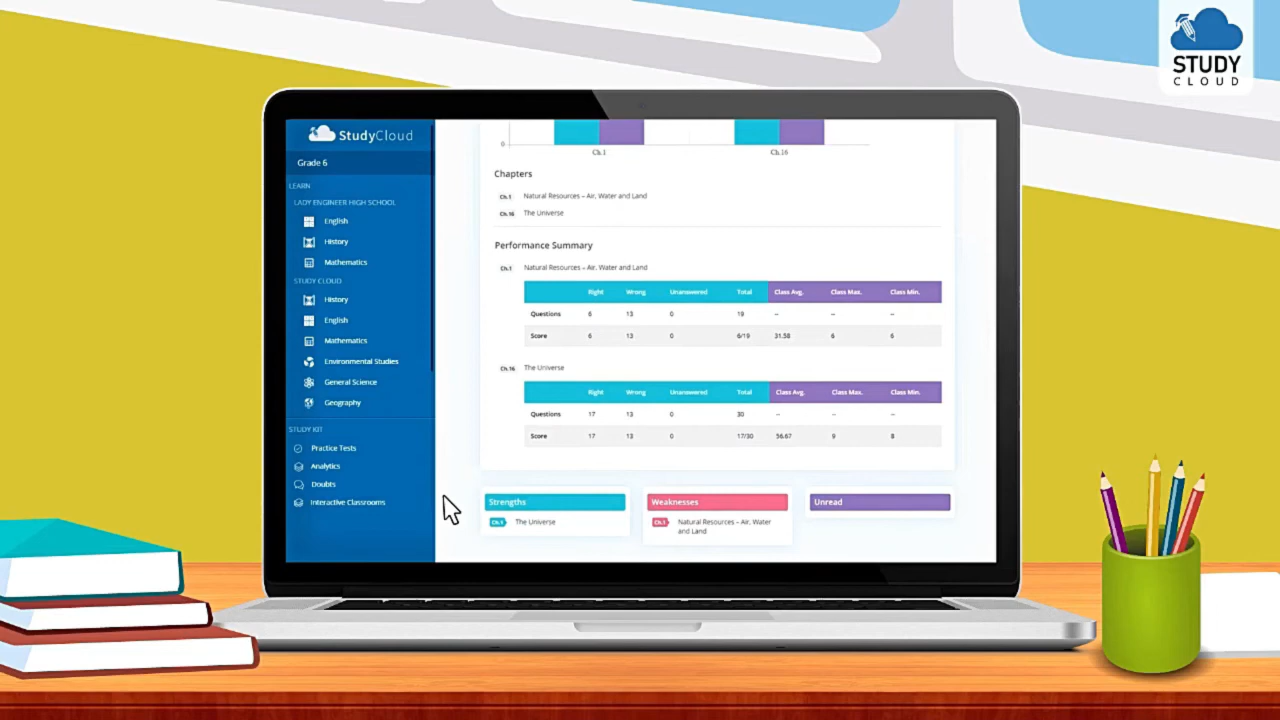 STUDY
CLOUD
StudyCloud
Grade 6
LEARN
LADY ENGINEER HIGH SCHOOL
English
History
Mathematics
STUDY CLOUD
History
English
Mathematics
Environmental Studies
General Science
Geography
STUDY KIT
Practice Tests
Analytics
Doubts
Interactive Classrooms
0
Ch.1 Ch.16
Chapters
Ch.1 Natural Resources – Air, Water and Land
Ch.16 The Universe
Performance Summary
Ch.1 Natural Resources – Air, Water and Land
Right Wrong Unanswered Total Class Avg. Class Max. Class Min.
Questions 6 13 0 19 -- -- --
Score 6 13 0 6/19 31.58 6 6
Ch.16 The Universe
Right Wrong Unanswered Total Class Avg. Class Max. Class Min.
Questions 17 13 0 30 -- -- --
Score 17 13 0 17/30 56.67 9 8
Strengths Weaknesses Unread
Ch.1 The Universe
Ch.1 Natural Resources – Air, Water
and Land